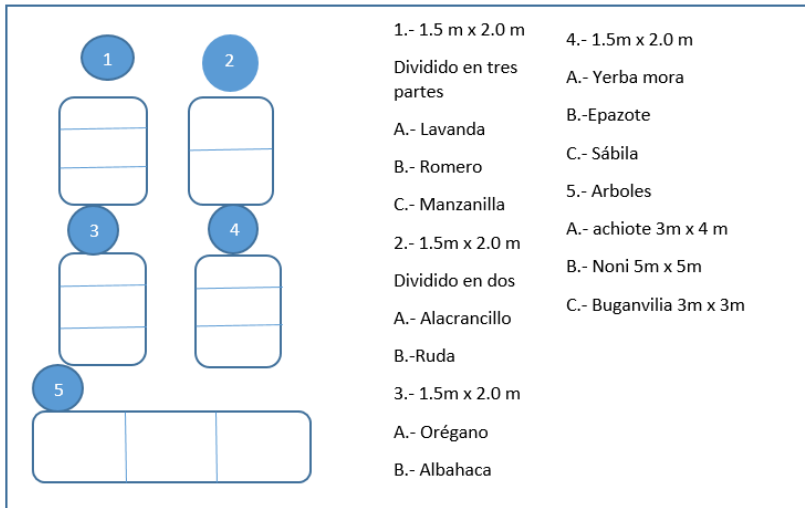 1
2
3
4
5
1.- 1.5 m x 2.0 m
Dividido en tres
partes
A.- Lavanda
B.- Romero
C.- Manzanilla
2.- 1.5m x 2.0 m
Dividido en dos
A.- Alacrancillo
B.-Ruda
3.- 1.5m x 2.0 m
A.- Orégano
B.- Albahaca
4.- 1.5m x 2.0 m
A.- Yerba mora
B.-Epazote
C.- Sábila
5.- Arboles
A.- achiote 3m x 4 m
B.- Noni 5m x 5m
C.- Buganvilia 3m x 3m